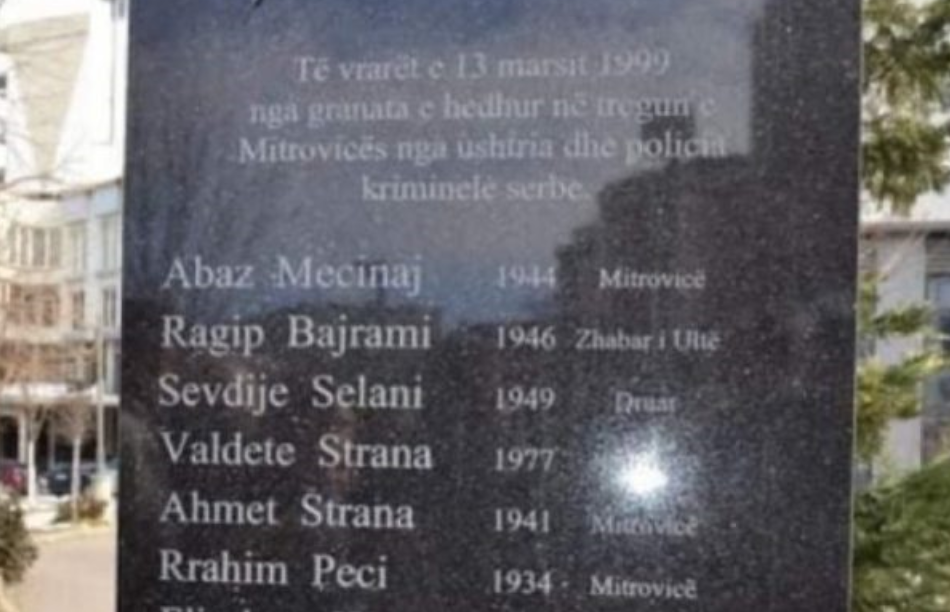 Të vrarët e 13 marsit 1999
nga granata e hedhur në tregun e
Mitrovicës nga ushtria dhe policia
kriminele serbe.
Abaz Mecinaj 1944 Mitrovicë
Ragip Bajrami 1946 Zhabar i Ultë
Sevdije Selani 1949 Druar
Valdete Strana 1977
Ahmet Strana 1941 Mitrovicë
Rrahim Peci 1934 Mitrovicë